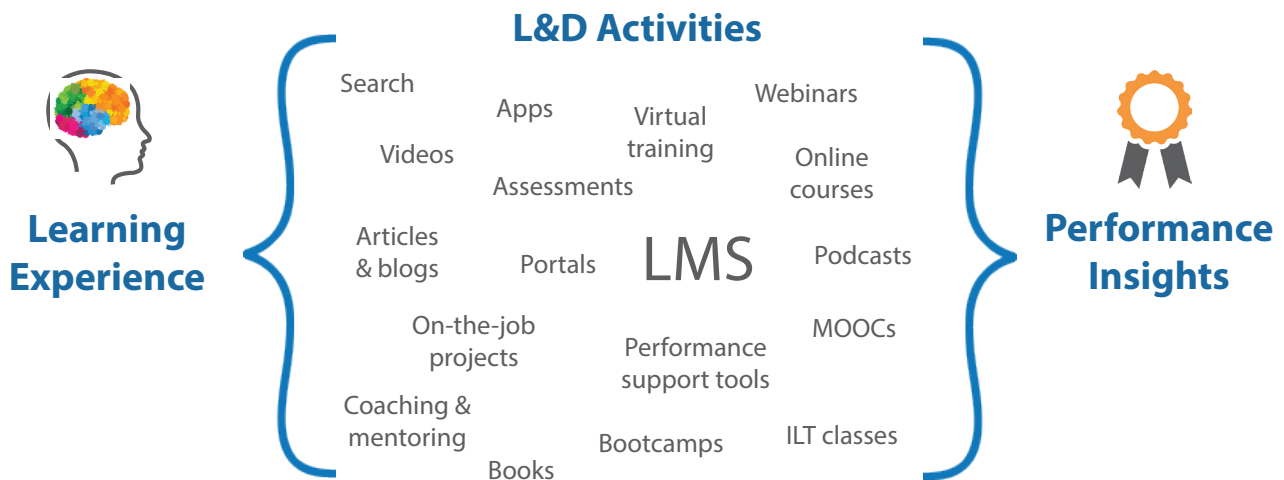 L&D Activities
Learning
Experience
Search
Apps
Virtual
training
Webinars
Videos
Assessments
Online
courses
Articles
& blogs
Portals
LMS
Podcasts
On-the-job
projects
Performance
support tools
MOOCs
Coaching &
mentoring
Books
Bootcamps
ILT classes
Performance
Insights